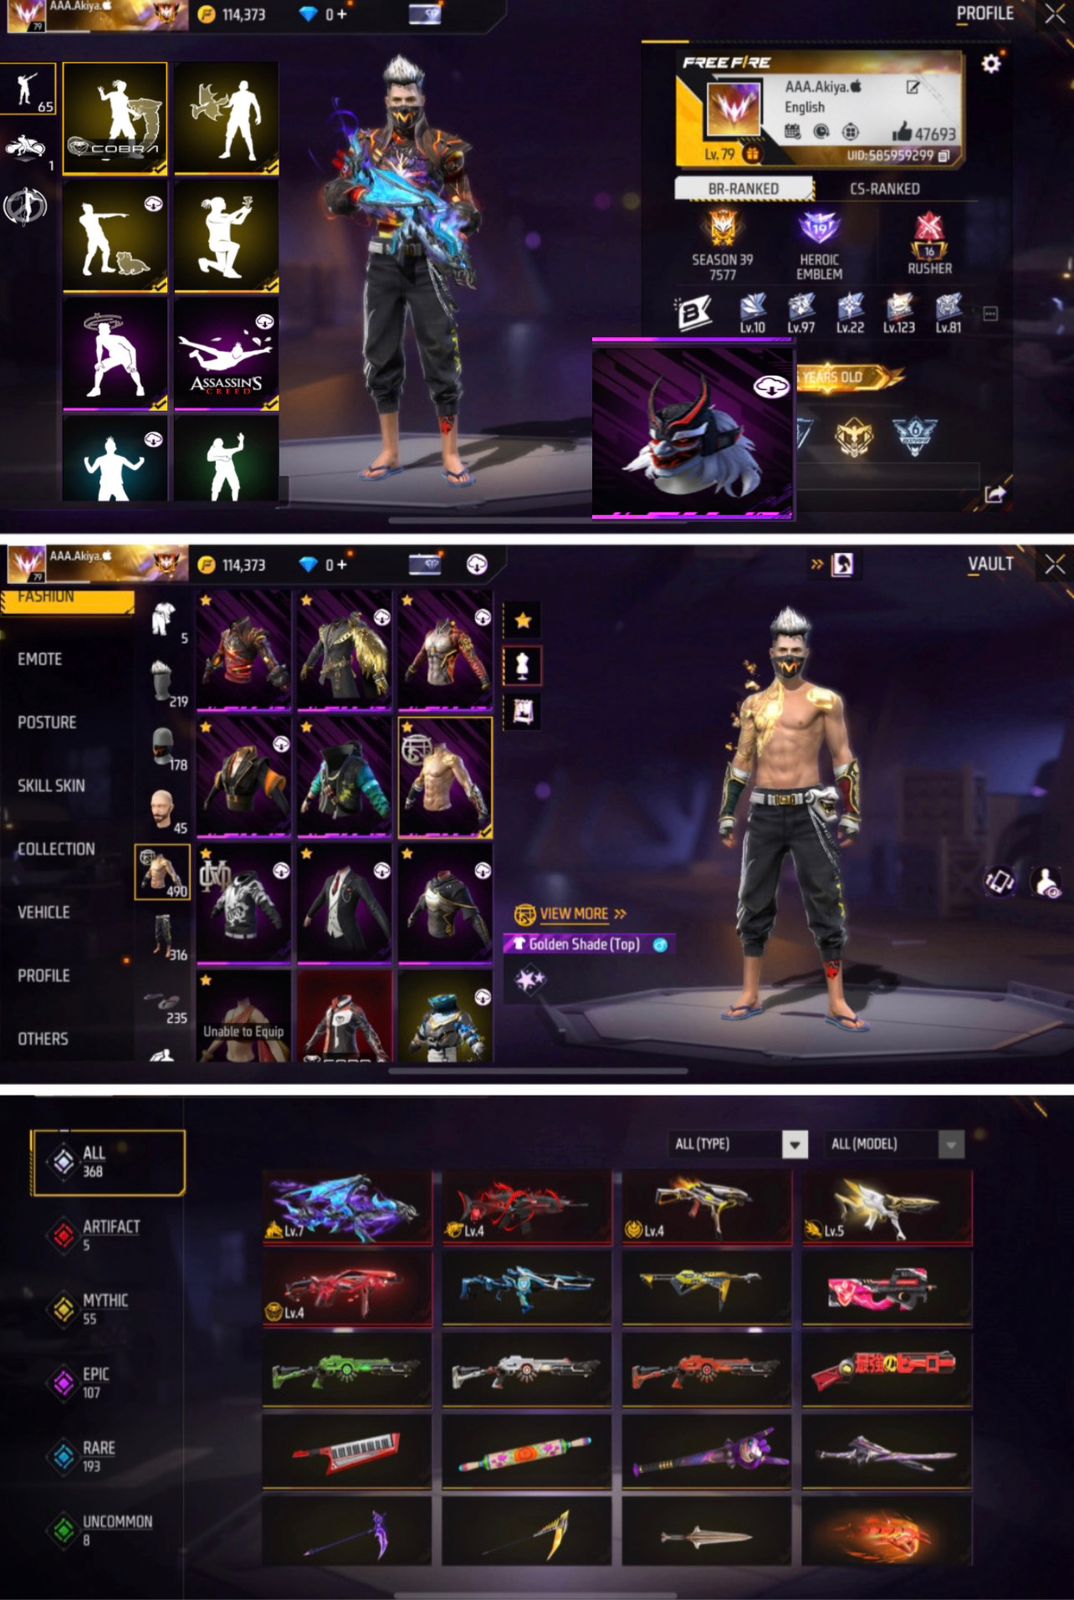 AAA.Akiya.
79
114,373
0+
PROFILE
65
COBRA
1
ASSASSIN'S
CREED
FREE FIRE
AAA.Akiya.
English
47693
Lv. 79
UID:585959299
BR-RANKED
CS-RANKED
SEASON 39
7577
19
HEROIC
EMBLEM
16
RUSHER
B
Lv.10
Lv.97
Lv.22
Lv.123
Lv.81
YEARS OLD
6
AAA.Akiya.
79
114,373
0+
VAULT
FASHION
EMOTE
POSTURE
SKILL SKIN
COLLECTION
VEHICLE
PROFILE
OTHERS
5
219
178
45
490
316
235
Unable to Equip
VIEW MORE >>
Golden Shade (Top)
ALL
368
ARTIFACT
5
MYTHIC
55
EPIC
107
RARE
193
UNCOMMON
8
ALL (TYPE)
ALL (MODEL)
Lv.7
Lv.4
Lv.4
Lv.5
Lv.4
最強